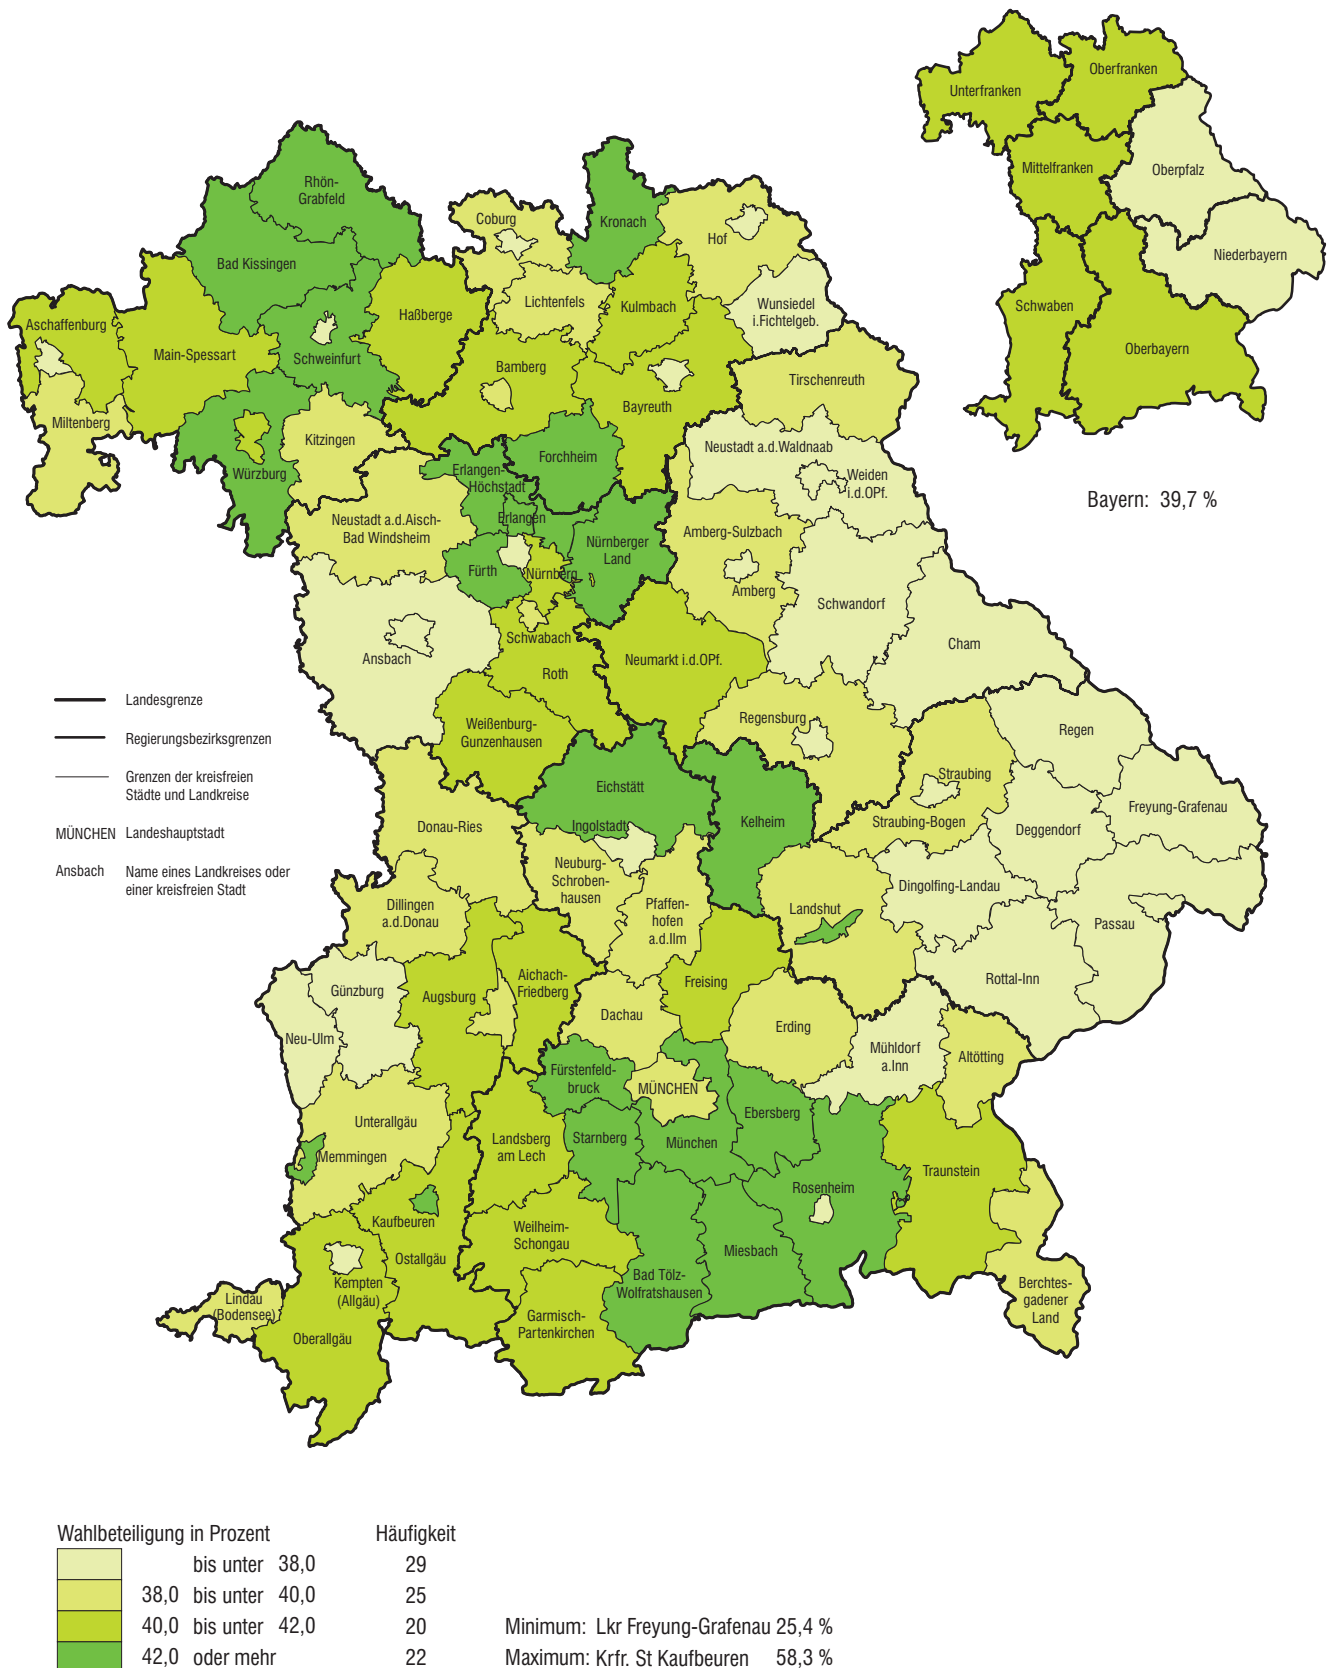 Unterfranken
Oberfranken
Mittelfranken
Oberpfalz
Niederbayern
Schwaben
Oberbayern
Bayern: 39,7 %
Rhön-
Grabfeld
Bad Kissingen
Coburg
Kronach
Hof
Lichtenfels
Kulmbach
Wunsiedel
i.Fichtelgeb.
Aschaffenburg
Main-Spessart
Schweinfurt
Haßberge
Bamberg
Bayreuth
Tirschenreuth
Miltenberg
Kitzingen
Würzburg
Forchheim
Erlangen-
Höchstadt
Erlangen
Neustadt a.d.Waldnaab
Weiden
i.d.OPf.
Neustadt a.d.Aisch-
Bad Windsheim
Fürth
Nürnberg
Nürnberger
Land
Amberg-Sulzbach
Amberg
Schwandorf
Cham
Ansbach
Schwabach
Roth
Neumarkt i.d.OPf.
Weißenburg-
Gunzenhausen
Regensburg
Regen
Landesgrenze
Regierungsbezirksgrenzen
Grenzen der kreisfreien
Städte und Landkreise
MÜNCHEN Landeshauptstadt
Ansbach Name eines Landkreises oder
einer kreisfreien Stadt
Eichstätt
Ingolstadt
Kelheim
Straubing
Straubing-Bogen
Deggendorf
Freyung-Grafenau
Donau-Ries
Neuburg-
Schroben-
hausen
Pfaffen-
hofen
a.d.Ilm
Landshut
Dingolfing-Landau
Passau
Rottal-Inn
Dillingen
a.d.Donau
Günzburg
Neu-Ulm
Augsburg
Aichach-
Friedberg
Freising
Dachau
Erding
Mühldorf
a.Inn
Altötting
Fürstenfeld-
bruck
MÜNCHEN
Ebersberg
Unterallgäu
Memmingen
Landsberg
am Lech
Starnberg
München
Rosenheim
Traunstein
Kaufbeuren
Ostallgäu
Weilheim-
Schongau
Miesbach
Bad Tölz-
Wolfratshausen
Kempten
(Allgäu)
Lindau
(Bodensee)
Oberallgäu
Garmisch-
Partenkirchen
Berchtes-
gadener
Land
Wahlbeteiligung in Prozent Häufigkeit
bis unter 38,0 29
38,0 bis unter 40,0 25
40,0 bis unter 42,0 20 Minimum: Lkr Freyung-Grafenau 25,4 %
42,0 oder mehr 22 Maximum: Krfr. St Kaufbeuren 58,3 %